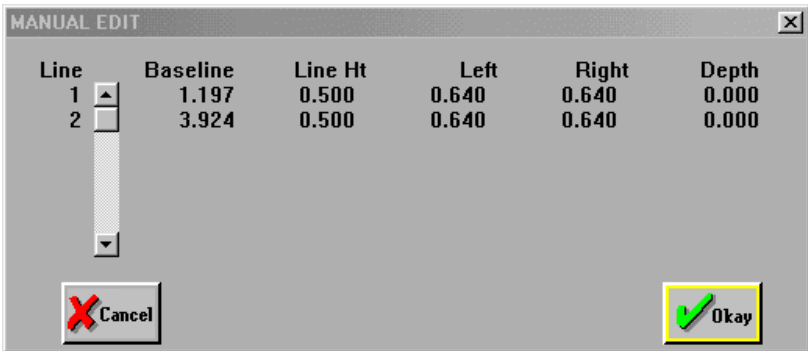 MANUAL EDIT
Line Baseline Line Ht Left Right Depth
1 1.197 0.500 0.640 0.640 0.000
2 3.924 0.500 0.640 0.640 0.000
Cancel Okay